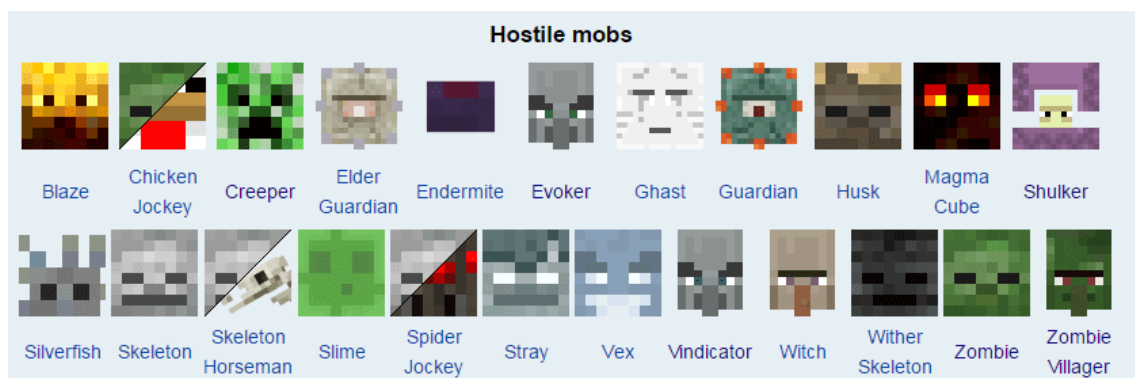 Hostile mobs
Blaze
Chicken
Jockey
Creeper
Elder
Guardian
Endermite
Evoker
Ghast
Guardian
Husk
Magma
Cube
Shulker
Silverfish
Skeleton
Skeleton
Horseman
Slime
Spider
Jockey
Stray
Vex
Vindicator
Witch
Wither
Skeleton
Zombie
Zombie
Villager